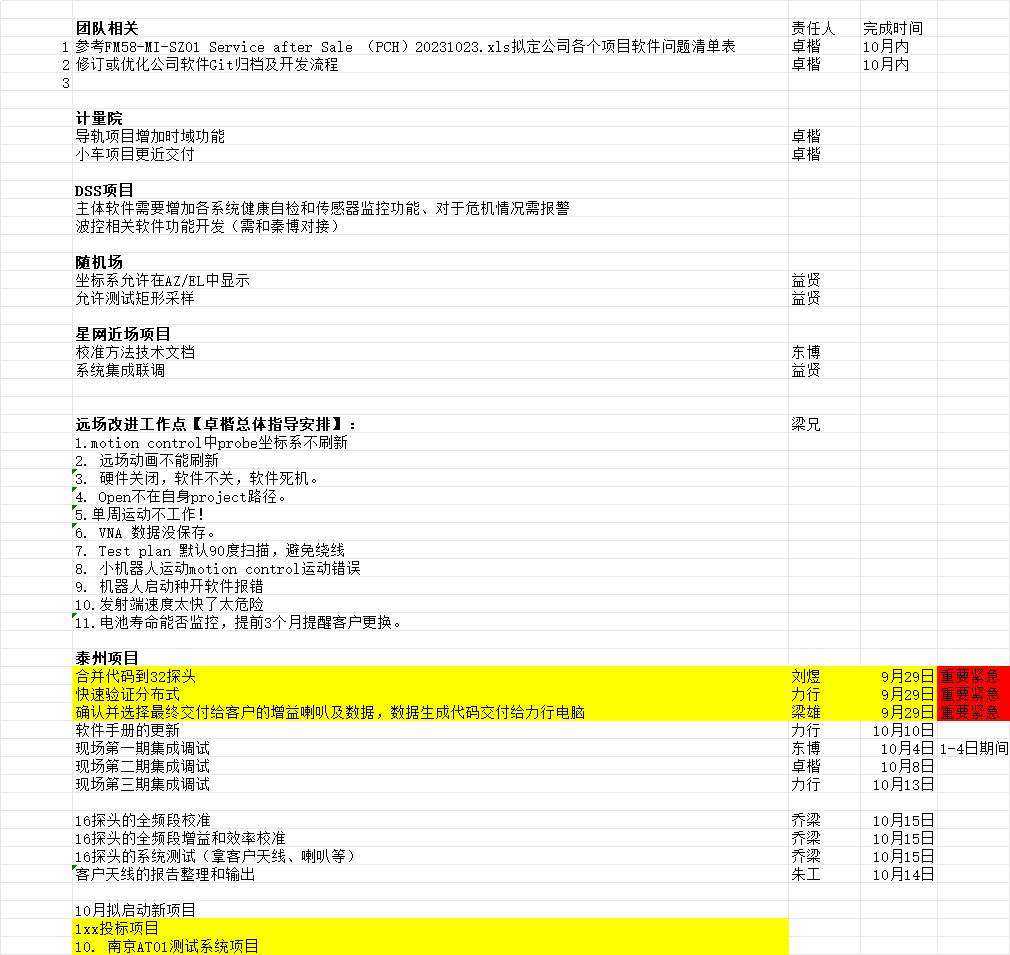 团队相关 责任人 完成时间
1 参考FM58-MI-SZ01 Service after Sale （PCH）20231023.xls拟定公司各个项目软件问题清单表 卓楷 10月内
2 修订或优化公司软件Git归档及开发流程 卓楷 10月内
3
计量院
导轨项目增加时域功能 卓楷
小车项目更近交付 卓楷
DSS项目
主体软件需要增加各系统健康自检和传感器监控功能、对于危机情况需报警
波控相关软件功能开发（需和秦博对接）
随机场
坐标系允许在AZ/EL中显示 益贤
允许测试矩形采样 益贤
星网近场项目
校准方法技术文档 东博
系统集成联调 益贤
远场改进工作点【卓楷总体指导安排】： 梁兄
1.motion control中probe坐标系不刷新
2. 远场动画不能刷新
3. 硬件关闭，软件不关，软件死机。
4. Open不在自身project路径。
5.单周运动不工作！
6. VNA 数据没保存。
7. Test plan 默认90度扫描，避免绕线
8. 小机器人运动motion control运动错误
9. 机器人启动种开软件报错
10.发射端速度太快了太危险
11.电池寿命能否监控，提前3个月提醒客户更换。
泰州项目
合并代码到32探头 刘煜 9月29日 重要紧急
快速验证分布式 力行 9月29日 重要紧急
确认并选择最终交付给客户的增益喇叭及数据，数据生成代码交付给力行电脑 梁雄 9月29日 重要紧急
软件手册的更新 力行 10月10日
现场第一期集成调试 东博 10月4日 1-4日期间
现场第二期集成调试 卓楷 10月8日
现场第三期集成调试 力行 10月13日
16探头的全频段校准 乔梁 10月15日
16探头的全频段增益和效率校准 乔梁 10月15日
16探头的系统测试（拿客户天线、喇叭等） 乔梁 10月15日
客户天线的报告整理和输出 朱工 10月14日
10月拟启动新项目
1xx投标项目
10. 南京AT01测试系统项目